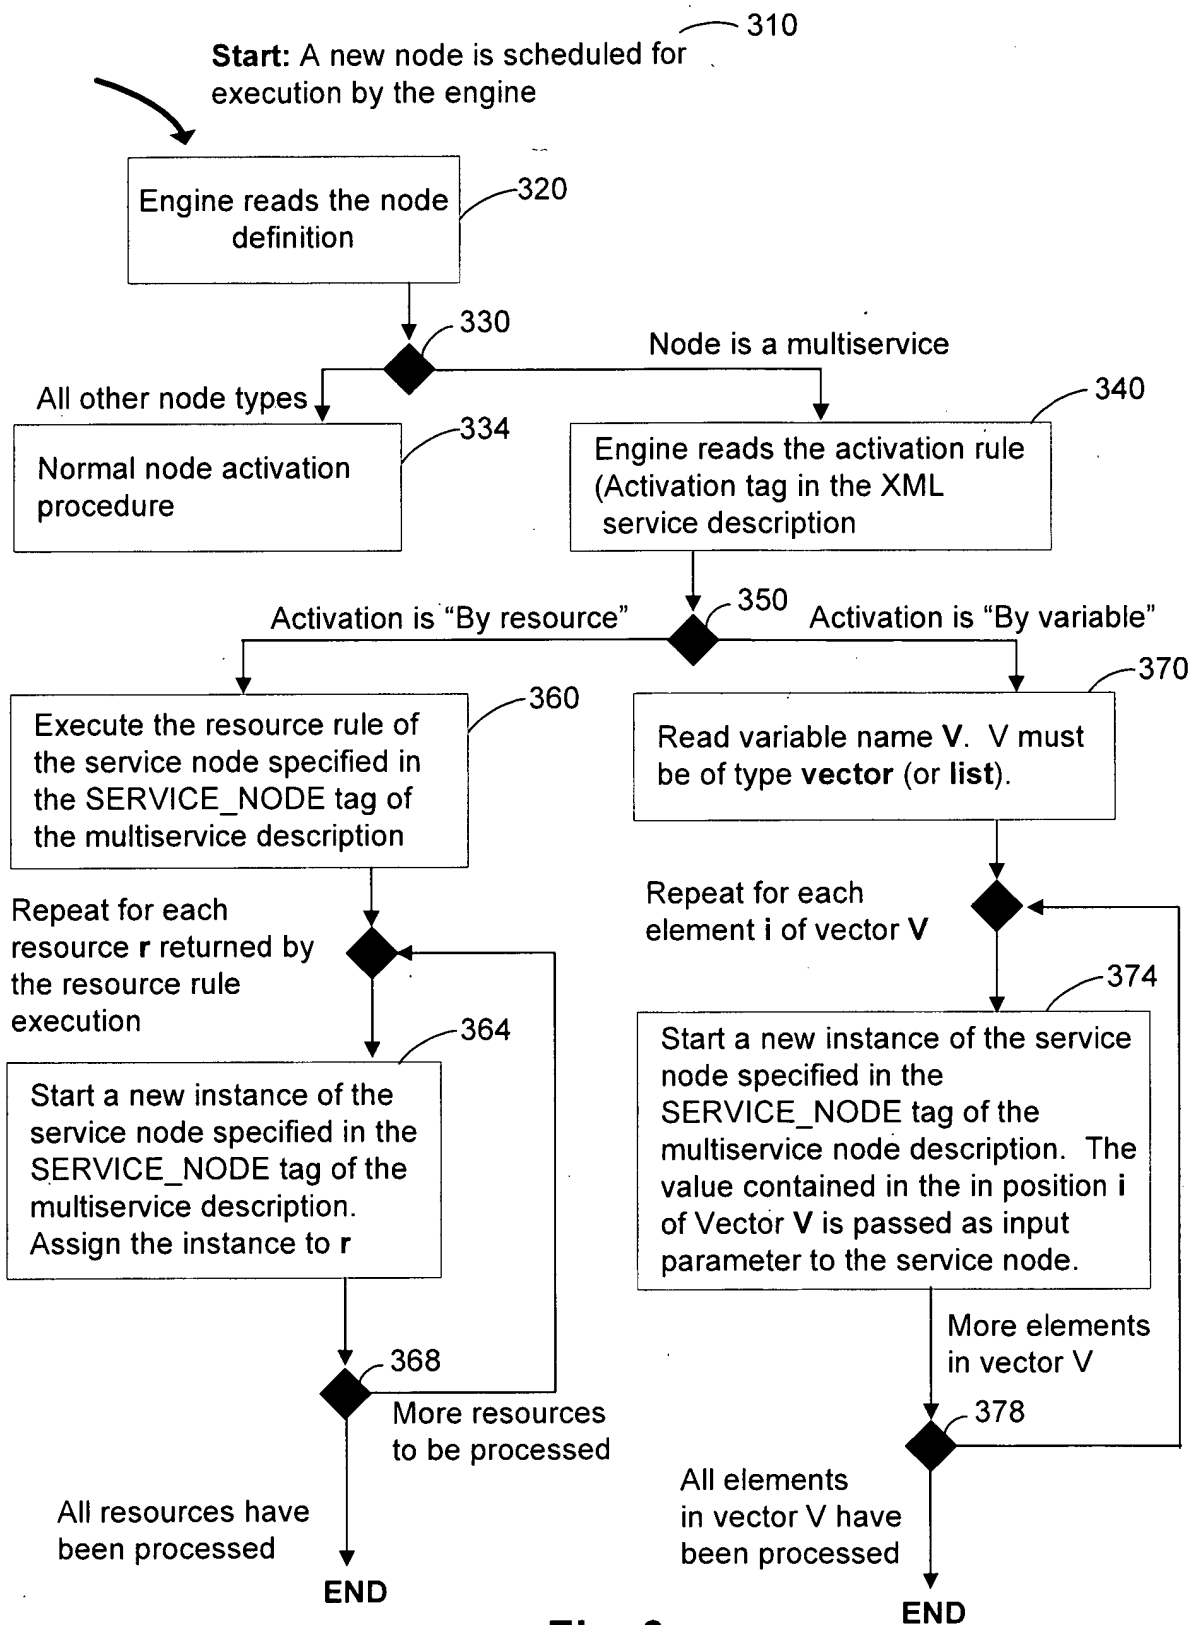 310
Start: A new node is scheduled for
execution by the engine
Engine reads the node
definition
320
330
Node is a multiservice
All other node types
334
Normal node activation
procedure
340
Engine reads the activation rule
(Activation tag in the XML
service description
350
Activation is “By resource”
Activation is “By variable”
360
Execute the resource rule of
the service node specified in
the SERVICE_NODE tag of
the multiservice description
370
Read variable name V. V must
be of type vector (or list).
Repeat for each
resource r returned by
the resource rule
execution
Repeat for each
element i of vector V
364
Start a new instance of the
service node specified in the
SERVICE_NODE tag of the
multiservice description.
Assign the instance to r
374
Start a new instance of the service
node specified in the
SERVICE_NODE tag of the
multiservice node description. The
value contained in the in position i
of Vector V is passed as input
parameter to the service node.
368
More resources
to be processed
More elements
in vector V
378
All resources have
been processed
END
All elements
in vector V have
been processed
END